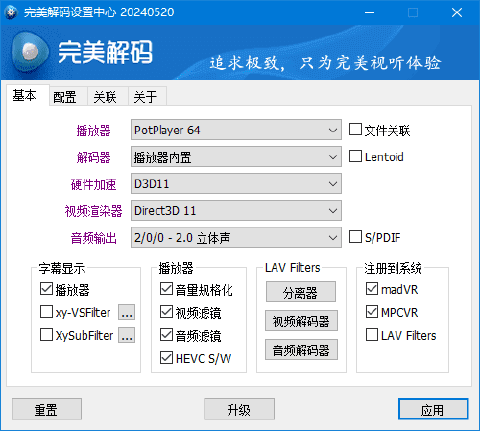 完美解码设置中心 20240520
完美解码
追求极致，只为完美视听体验
基本 配置 关联 关于
播放器 PotPlayer 64 文件关联
解码器 播放器内置 Lentoid
硬件加速 D3D11
视频渲染器 Direct3D 11
音频输出 2/0/0 - 2.0 立体声 S/PDIF
字幕显示 播放器 LAV Filters 注册到系统
播放器 音量规格化 分离器 madVR
xy-VSFilter ... 视频滤镜 视频解码器 MPCVR
XySubFilter ... 音频滤镜 音频解码器 LAV Filters
HEVC S/W
重置 升级 应用